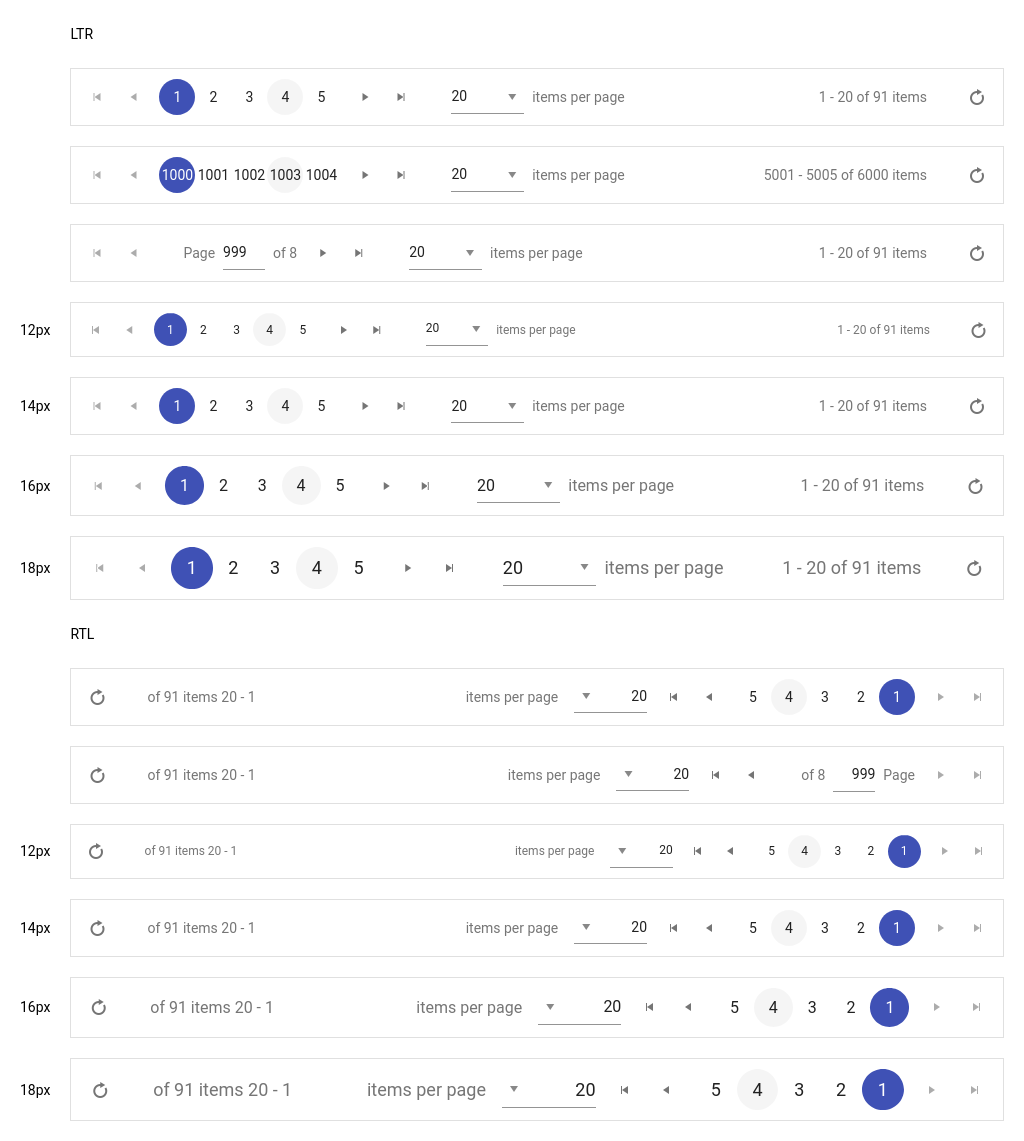 LTR
1 2 3 4 5 20 items per page 1 - 20 of 91 items
1000 1001 1002 1003 1004 20 items per page 5001 - 5005 of 6000 items
Page 999 of 8 20 items per page 1 - 20 of 91 items
12px 1 2 3 4 5 20 items per page 1 - 20 of 91 items
14px 1 2 3 4 5 20 items per page 1 - 20 of 91 items
16px 1 2 3 4 5 20 items per page 1 - 20 of 91 items
18px 1 2 3 4 5 20 items per page 1 - 20 of 91 items
RTL
of 91 items 20 - 1 items per page 20 5 4 3 2 1
of 91 items 20 - 1 items per page 20 of 8 999 Page
12px of 91 items 20 - 1 items per page 20 5 4 3 2 1
14px of 91 items 20 - 1 items per page 20 5 4 3 2 1
16px of 91 items 20 - 1 items per page 20 5 4 3 2 1
18px of 91 items 20 - 1 items per page 20 5 4 3 2 1